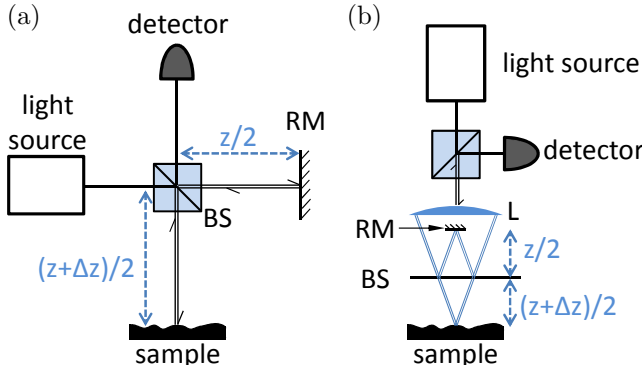 (a)
detector
light
source
z/2
RM
BS
(z+Δz)/2
sample
(b)
light source
detector
L
RM
z/2
BS
(z+Δz)/2
sample